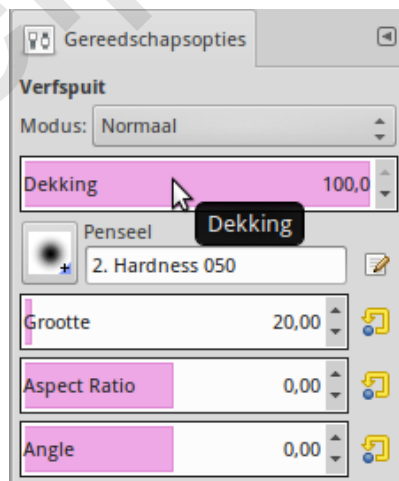 Gereedschapsopties
Verfspuit
Modus: Normaal
Dekking 100,0
Dekking
Penseel
2. Hardness 050
Grootte 20,00
Aspect Ratio 0,00
Angle 0,00